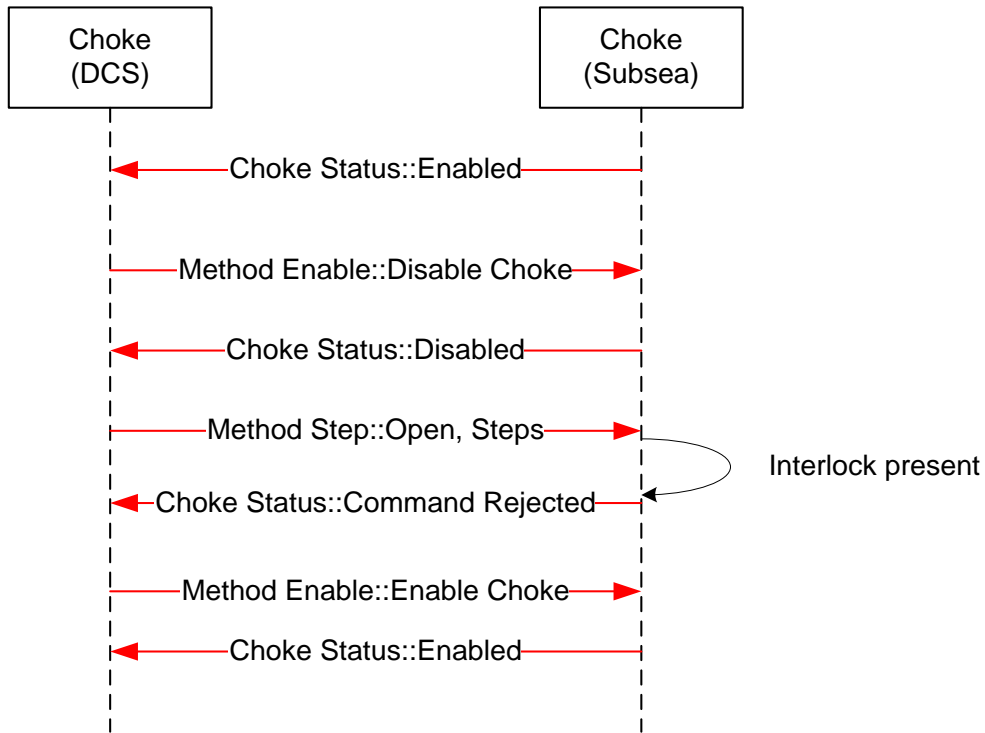 Choke
(DCS)
Choke
(Subsea)
Choke Status::Enabled
Method Enable::Disable Choke
Choke Status::Disabled
Method Step::Open, Steps
Interlock present
Choke Status::Command Rejected
Method Enable::Enable Choke
Choke Status::Enabled